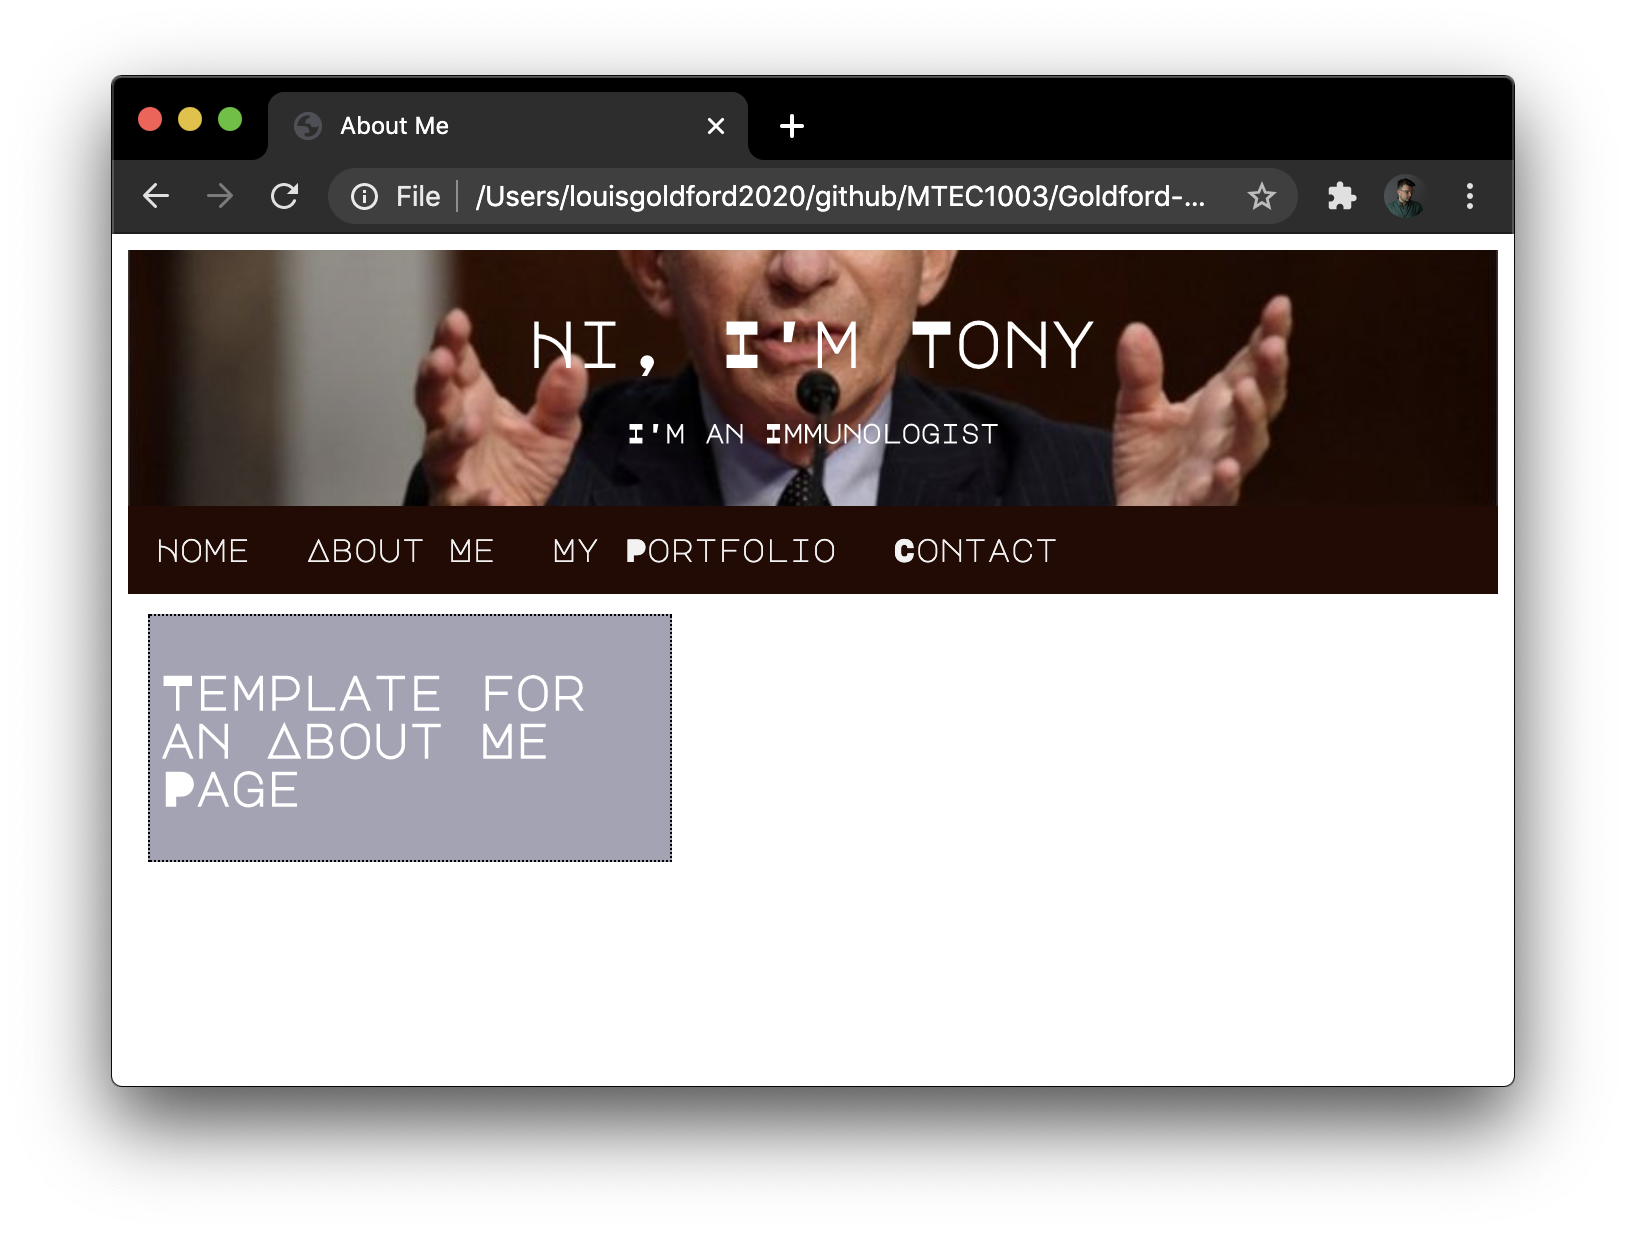 About Me
File /Users/louisgoldford2020/github/MTEC1003/Goldford-...
Hi, I'm Tony
I'm an Immunologist
Home About Me My Portfolio Contact
Template for
an About Me
Page